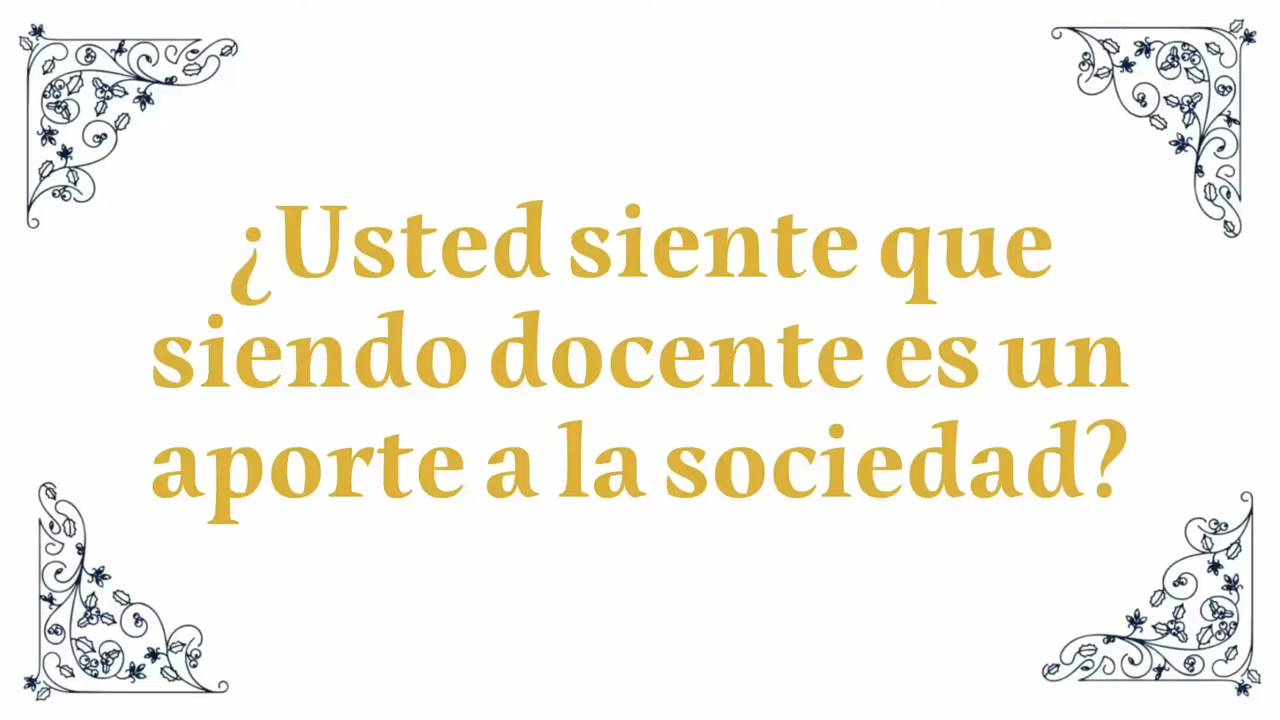 ¿Usted siente que
siendo docente es un
aporte a la sociedad?